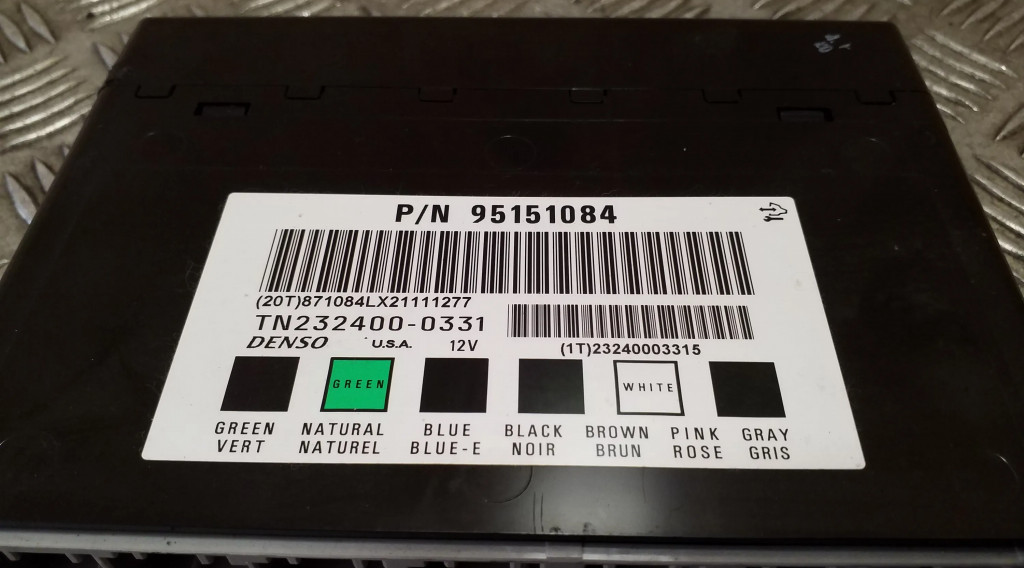 P/N 95151084
(20T)871084LX21111277
TN232400-0331
DENSO U.S.A. 12V
(1T)23240003315
GREEN WHITE
GREEN NATURAL BLUE BLACK BROWN PINK GRAY
VERT NATUREL BLUE-E NOIR BRUN ROSE GRIS